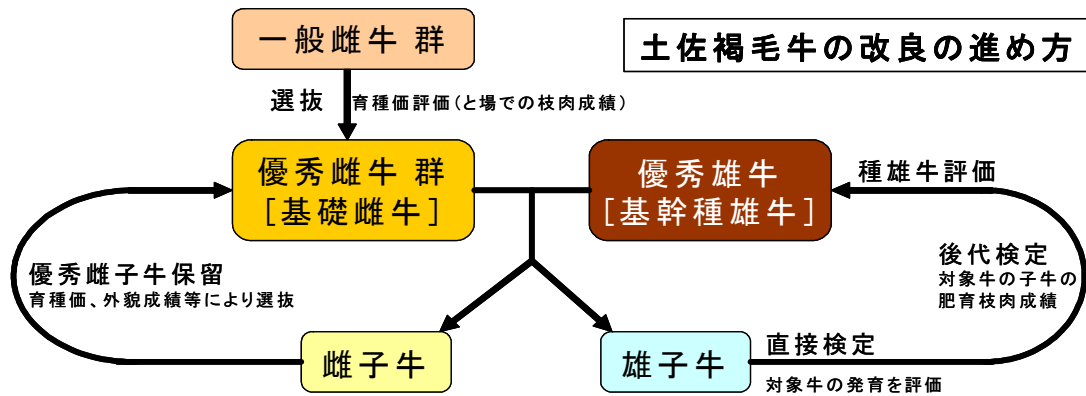 一般雌牛 群
土佐褐毛牛の改良の進め方
選抜 育種価評価(と場での枝肉成績)
優秀雌牛 群
[基礎雌牛]
優秀雄牛
[基幹種雄牛]
種雄牛評価
優秀雌子牛保留
育種価、外貌成績等により選抜
後代検定
対象牛の子牛の
肥育枝肉成績
雌子牛
雄子牛
直接検定
対象牛の発育を評価